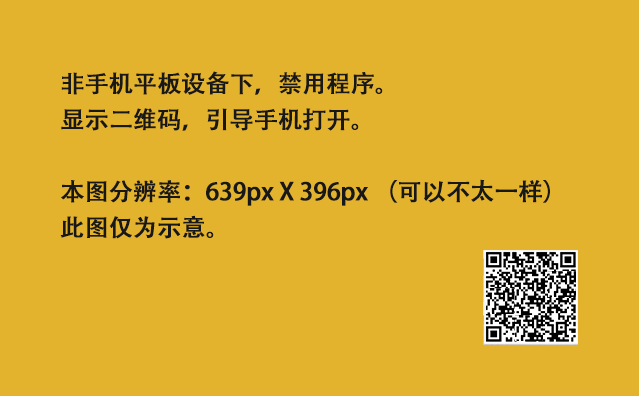 非手机平板设备下，禁用程序。
显示二维码，引导手机打开。
本图分辨率：639px X 396px （可以不太一样）
此图仅为示意。